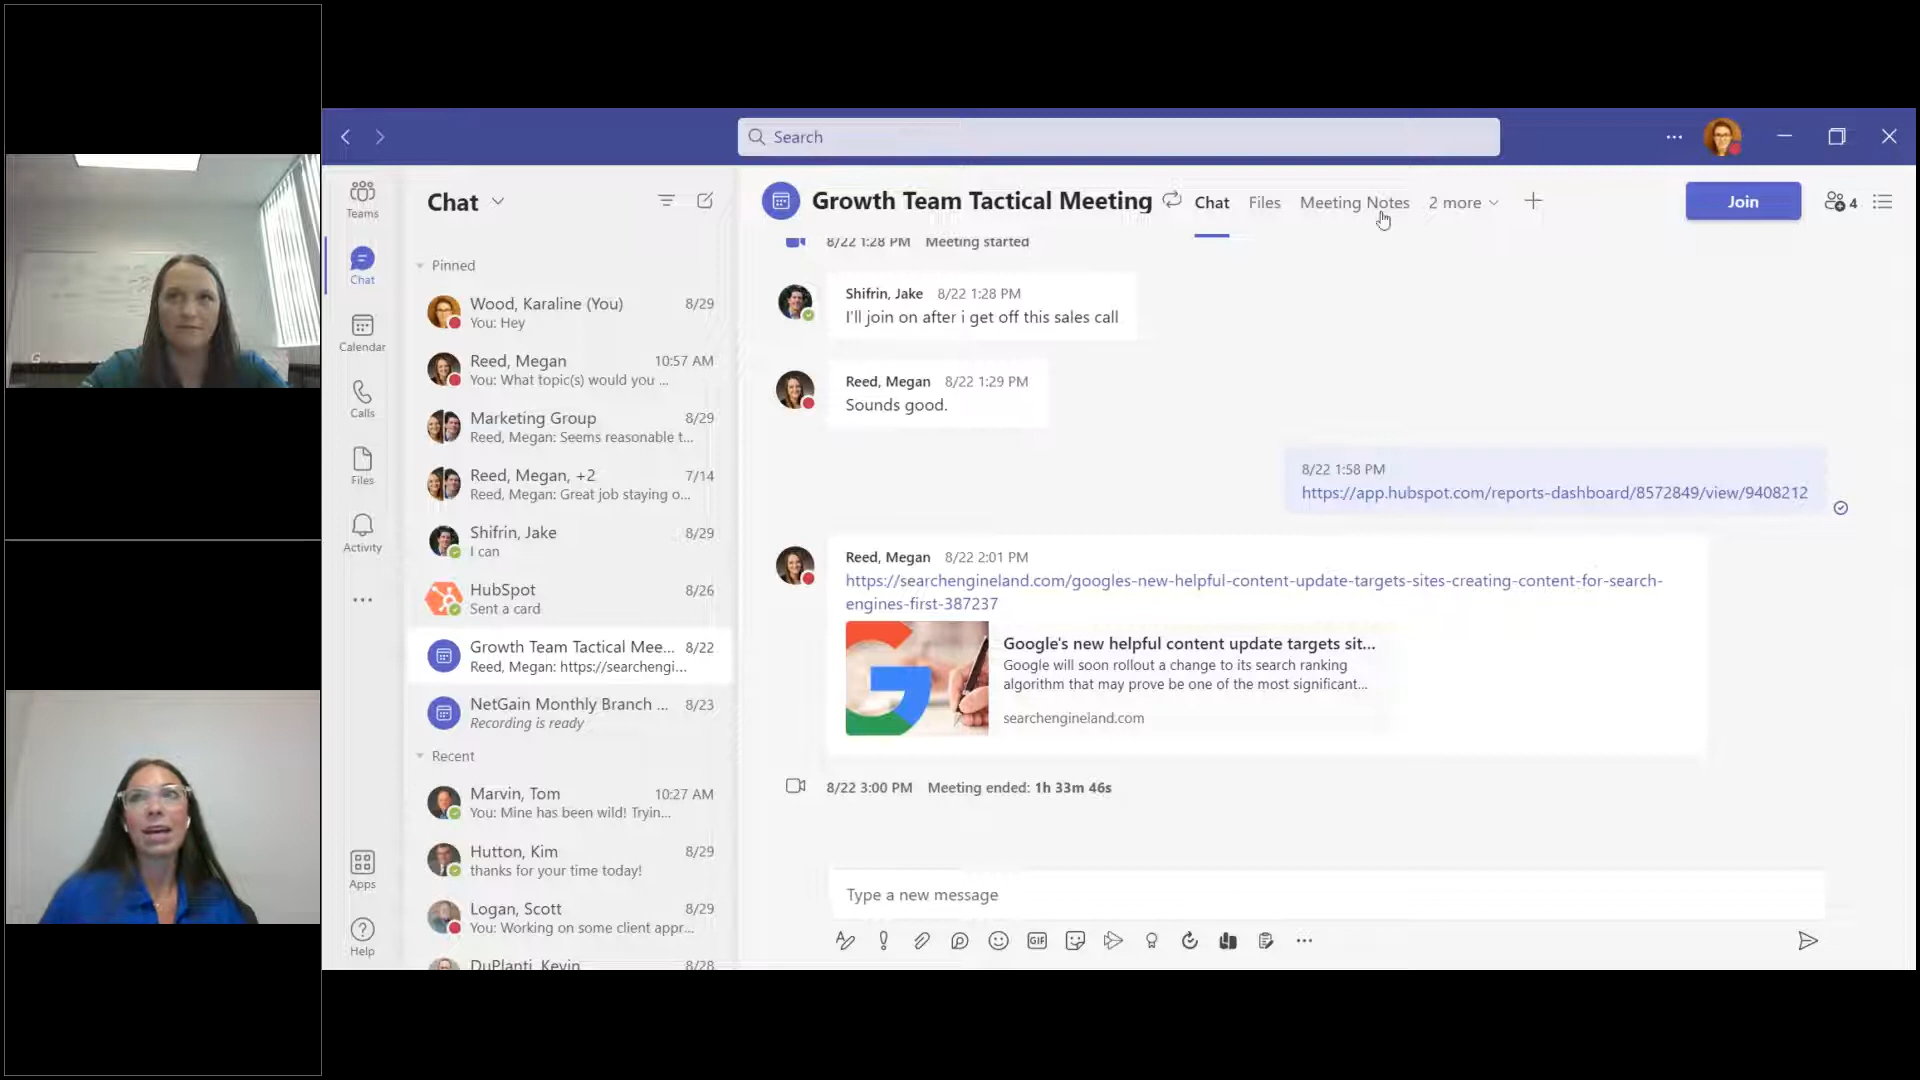 Search
Teams
Chat
Calendar
Calls
Files
Activity
Apps
Help
Chat
Pinned
Wood, Karaline (You) 8/29
You: Hey
Reed, Megan 10:57 AM
You: What topic(s) would you ...
Marketing Group 8/29
Reed, Megan: Seems reasonable t...
Reed, Megan, +2 7/14
Reed, Megan: Great job staying o...
Shifrin, Jake 8/29
I can
HubSpot 8/26
Sent a card
Growth Team Tactical Mee... 8/22
Reed, Megan: https://searchengi...
NetGain Monthly Branch ... 8/23
Recording is ready
Recent
Marvin, Tom 10:27 AM
You: Mine has been wild! Tryin...
Hutton, Kim 8/29
thanks for your time today!
Logan, Scott 8/29
You: Working on some client appr...
DuPlanti, Kevin 8/28
Growth Team Tactical Meeting Chat Files Meeting Notes 2 more Join 4
8/22 1:28 PM Meeting started
Shifrin, Jake 8/22 1:28 PM
I'll join on after i get off this sales call
Reed, Megan 8/22 1:29 PM
Sounds good.
8/22 1:58 PM
https://app.hubspot.com/reports-dashboard/8572849/view/9408212
Reed, Megan 8/22 2:01 PM
https://searchengineland.com/googles-new-helpful-content-update-targets-sites-creating-content-for-search-
engines-first-387237
Google's new helpful content update targets sit...
Google will soon rollout a change to its search ranking
algorithm that may prove be one of the most significant...
searchengineland.com
8/22 3:00 PM Meeting ended: 1h 33m 46s
Type a new message
GIF